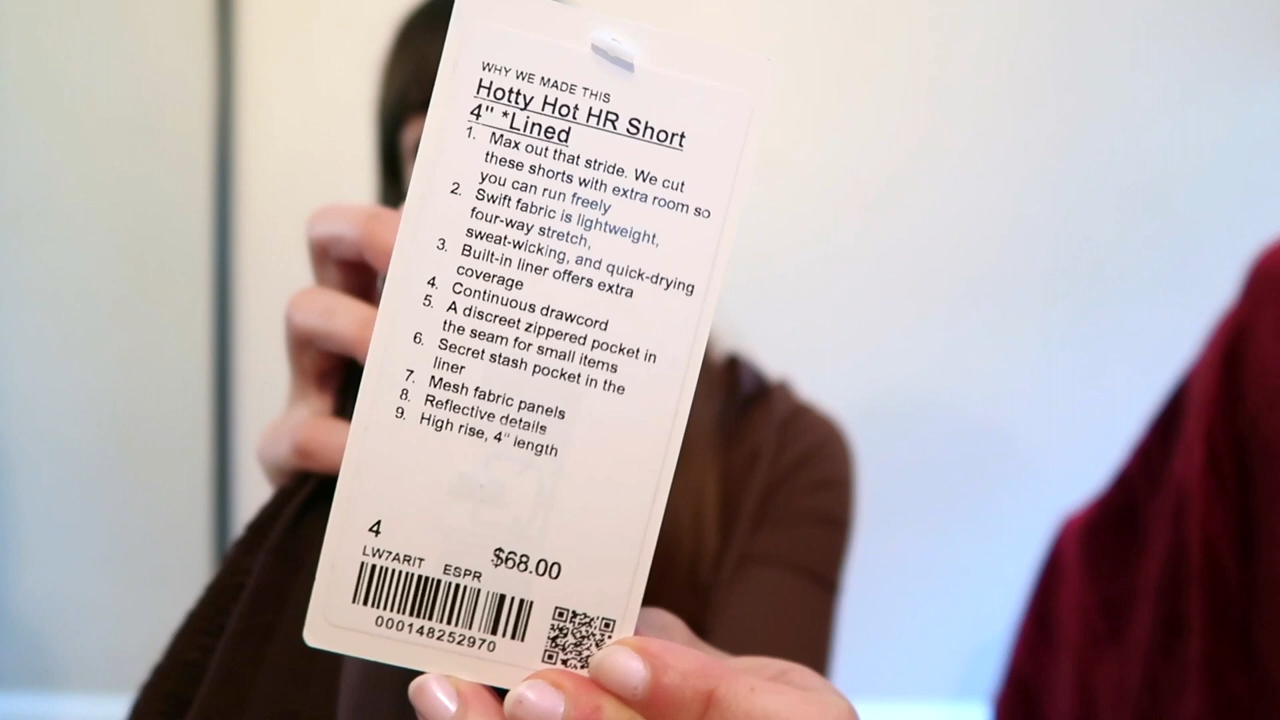 WHY WE MADE THIS
Hotty Hot HR Short
4" *Lined
1. Max out that stride. We cut
these shorts with extra room so
you can run freely
2. Swift fabric is lightweight,
four-way stretch,
sweat-wicking, and quick-drying
3. Built-in liner offers extra
coverage
4. Continuous drawcord
5. A discreet zippered pocket in
the seam for small items
6. Secret stash pocket in the
liner
7. Mesh fabric panels
8. Reflective details
9. High rise, 4" length
4
$68.00
LW7ARIT ESPR
000148252970